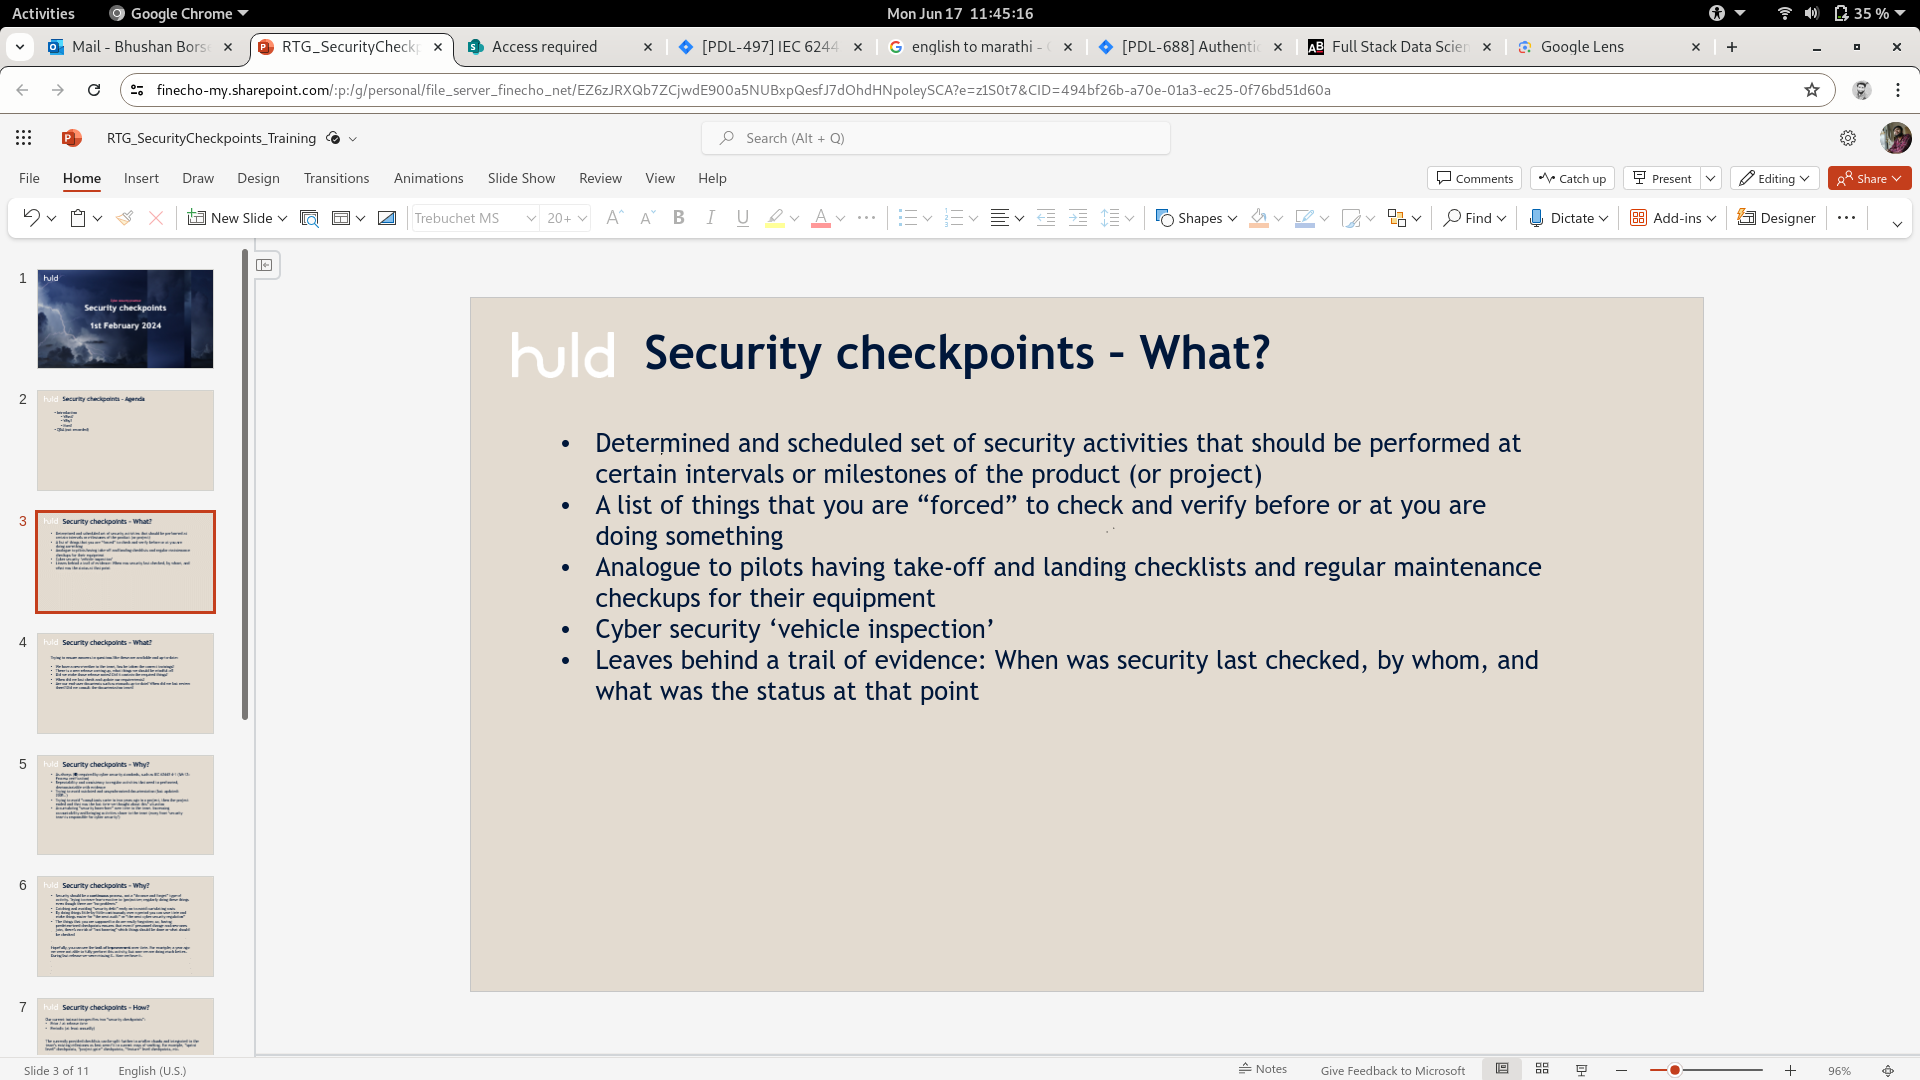 Activities Google Chrome Mon Jun 17 11:45:16 35 %
Mail - Bhushan Bors RTG_SecurityCheckp Access required [PDL-497] IEC 6244 english to marathi - [PDL-688] Authentic Full Stack Data Scien Google Lens
finecho-my.sharepoint.com/:p:/g/personal/file_server_finecho_net/EZ6zJRXQb7ZCjwdE900a5NUBxpQesfJ7dOhdHNpoleySCA?e=z1S0t7&CID=494bf26b-a70e-01a3-ec25-0f76bd51d60a
RTG_SecurityCheckpoints_Training Search (Alt + Q)
File Home Insert Draw Design Transitions Animations Slide Show Review View Help Comments Catch up Present Editing Share
New Slide Trebuchet MS 20+ Shapes Find Dictate Add-ins Designer
1
huld
Security checkpoints
1st February 2024
2
huld Security checkpoints - Agenda
3
huld Security checkpoints - What?
4
huld Security checkpoints - What?
5
huld Security checkpoints - Why?
6
huld Security checkpoints - Why?
7
huld Security checkpoints - How?
huld Security checkpoints – What?
• Determined and scheduled set of security activities that should be performed at
certain intervals or milestones of the product (or project)
• A list of things that you are “forced” to check and verify before or at you are
doing something
• Analogue to pilots having take-off and landing checklists and regular maintenance
checkups for their equipment
• Cyber security ‘vehicle inspection’
• Leaves behind a trail of evidence: When was security last checked, by whom, and
what was the status at that point
Slide 3 of 11 English (U.S.) Notes Give Feedback to Microsoft 96%